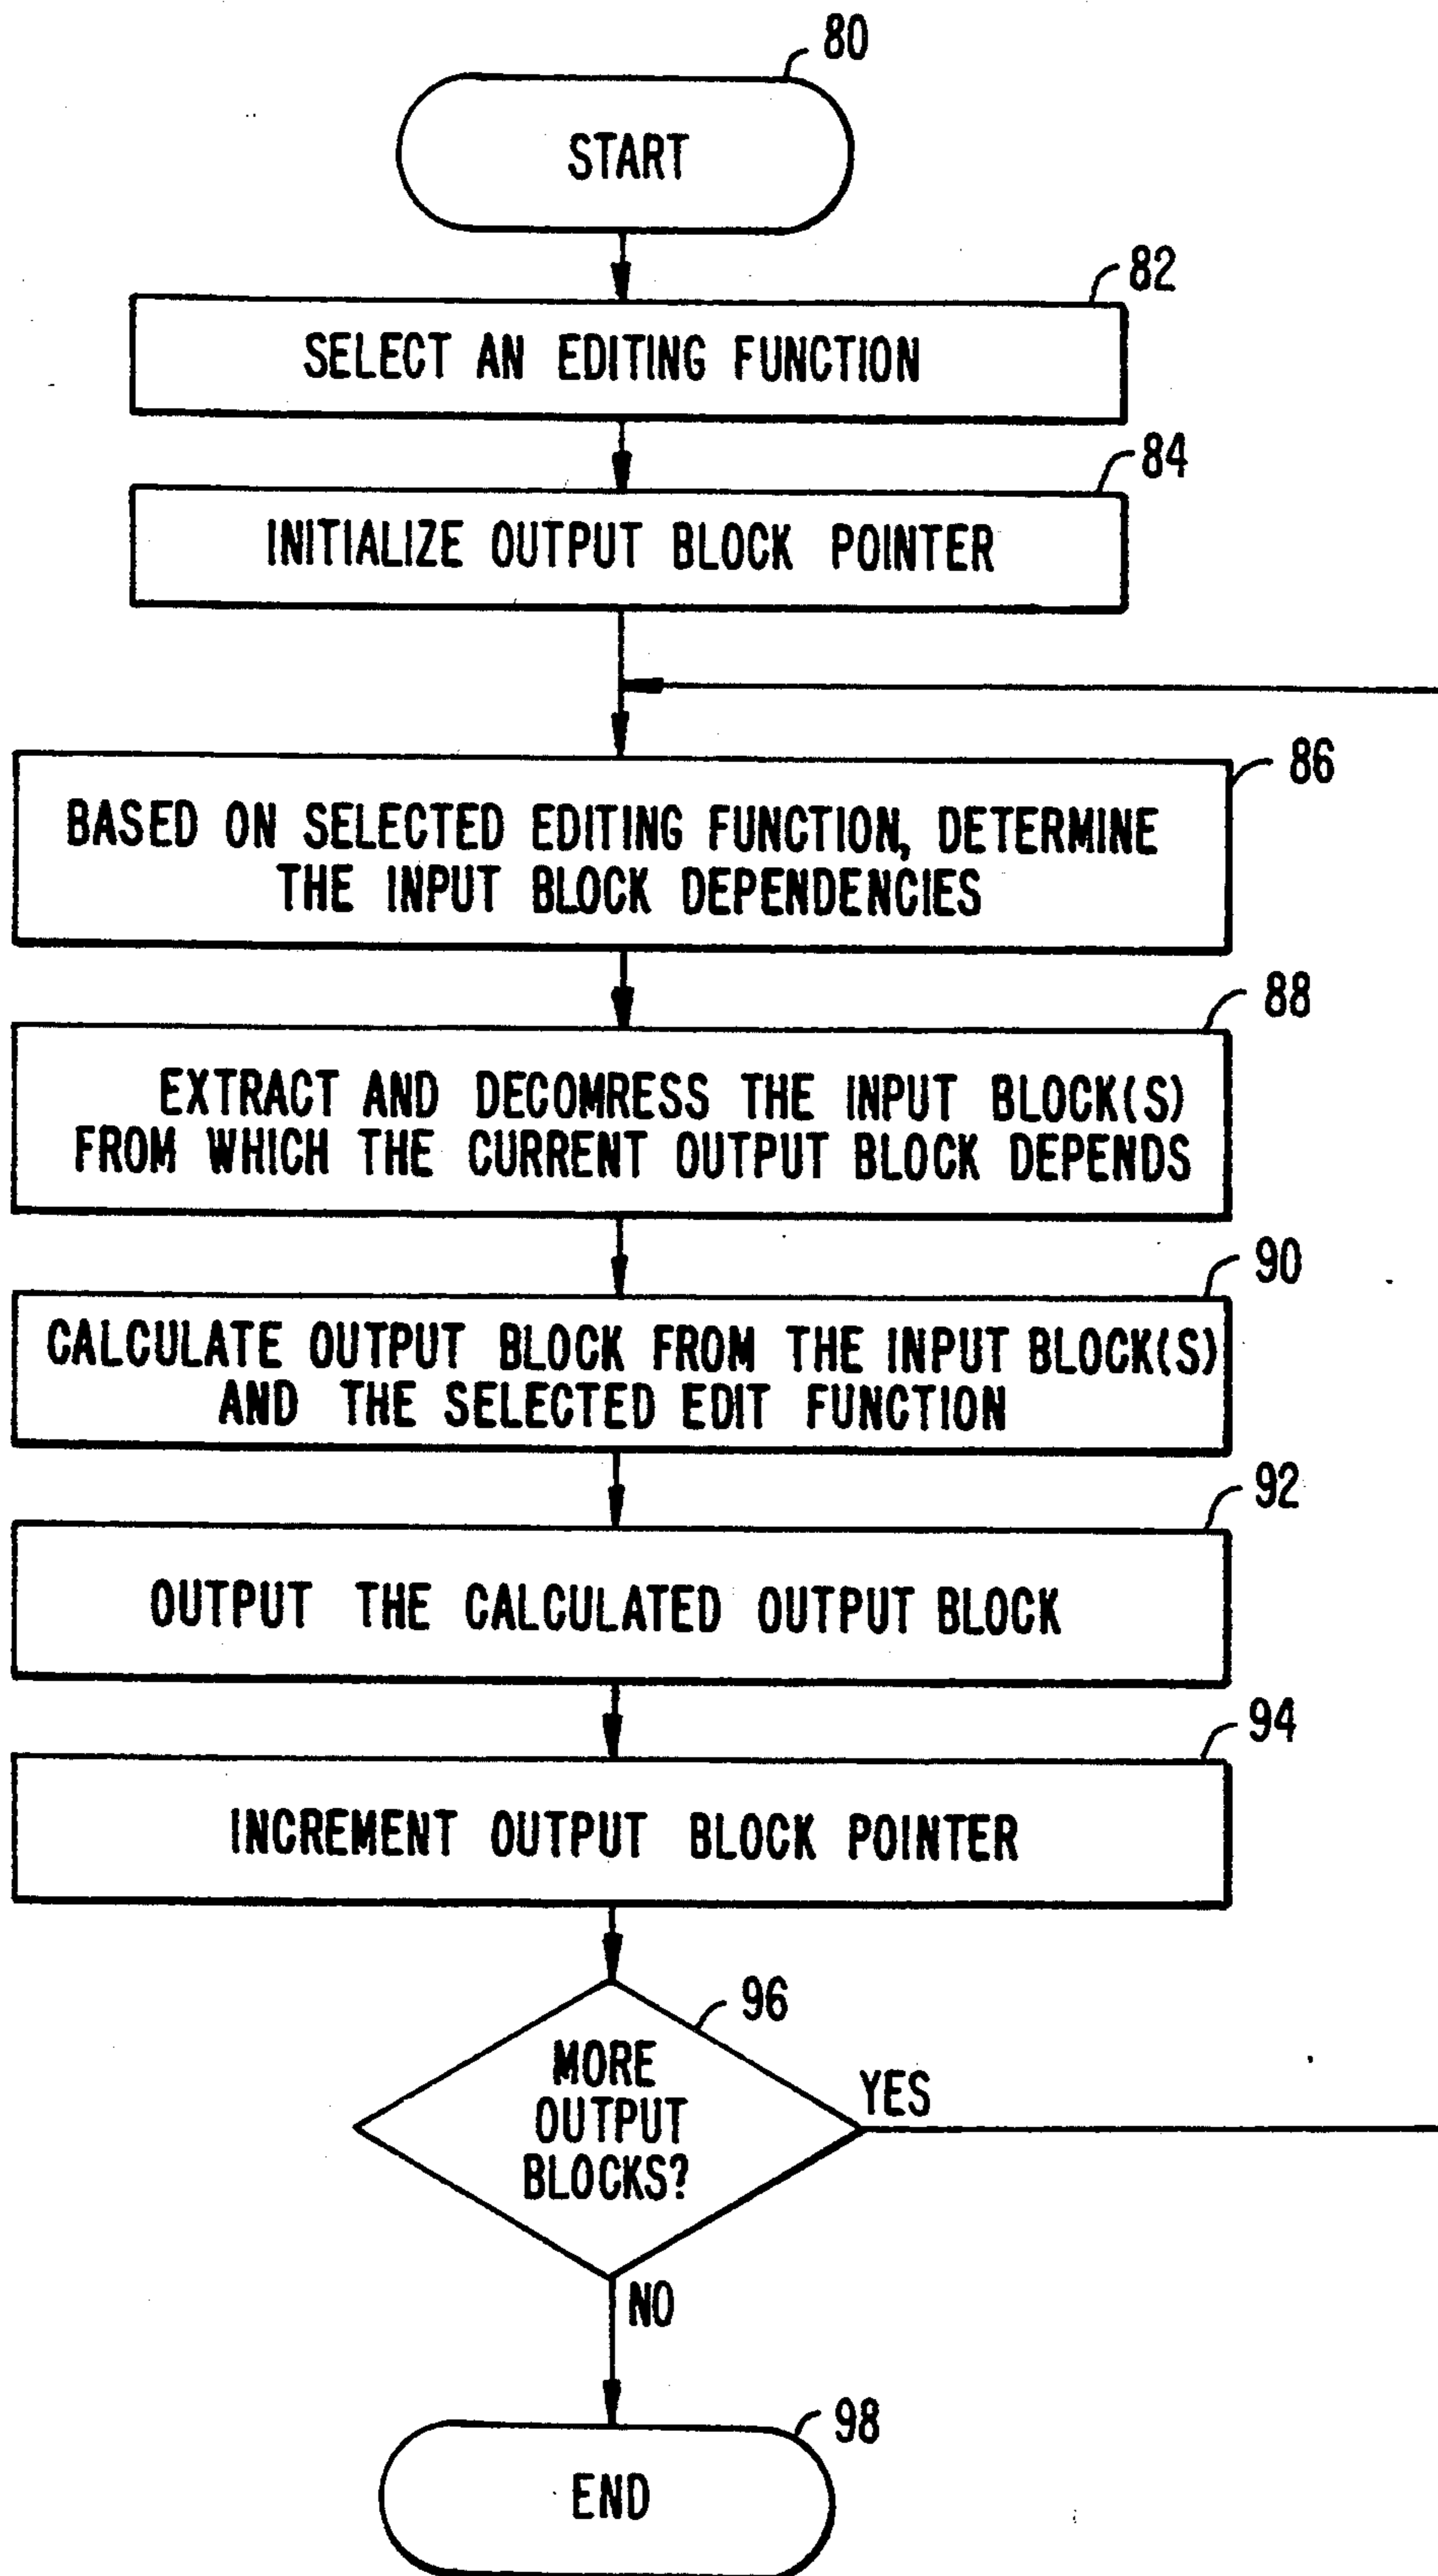 80
START
82
SELECT AN EDITING FUNCTION
84
INITIALIZE OUTPUT BLOCK POINTER
86
BASED ON SELECTED EDITING FUNCTION, DETERMINE
THE INPUT BLOCK DEPENDENCIES
88
EXTRACT AND DECOMRESS THE INPUT BLOCK(S)
FROM WHICH THE CURRENT OUTPUT BLOCK DEPENDS
90
CALCULATE OUTPUT BLOCK FROM THE INPUT BLOCK(S)
AND THE SELECTED EDIT FUNCTION
92
OUTPUT THE CALCULATED OUTPUT BLOCK
94
INCREMENT OUTPUT BLOCK POINTER
96
MORE
OUTPUT
BLOCKS?
YES
NO
98
END